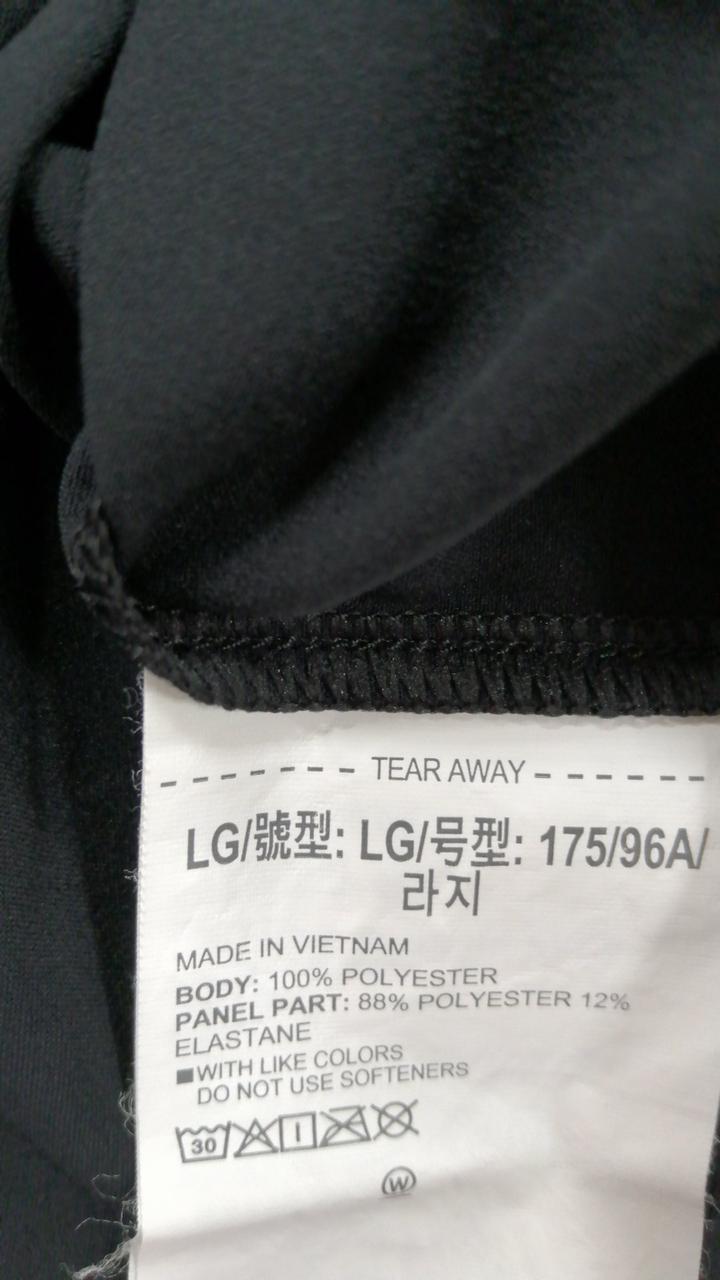 TEAR AWAY
LG/號型: LG/号型: 175/96A/
라지
MADE IN VIETNAM
BODY: 100% POLYESTER
PANEL PART: 88% POLYESTER 12%
ELASTANE
WITH LIKE COLORS
DO NOT USE SOFTENERS
30
W